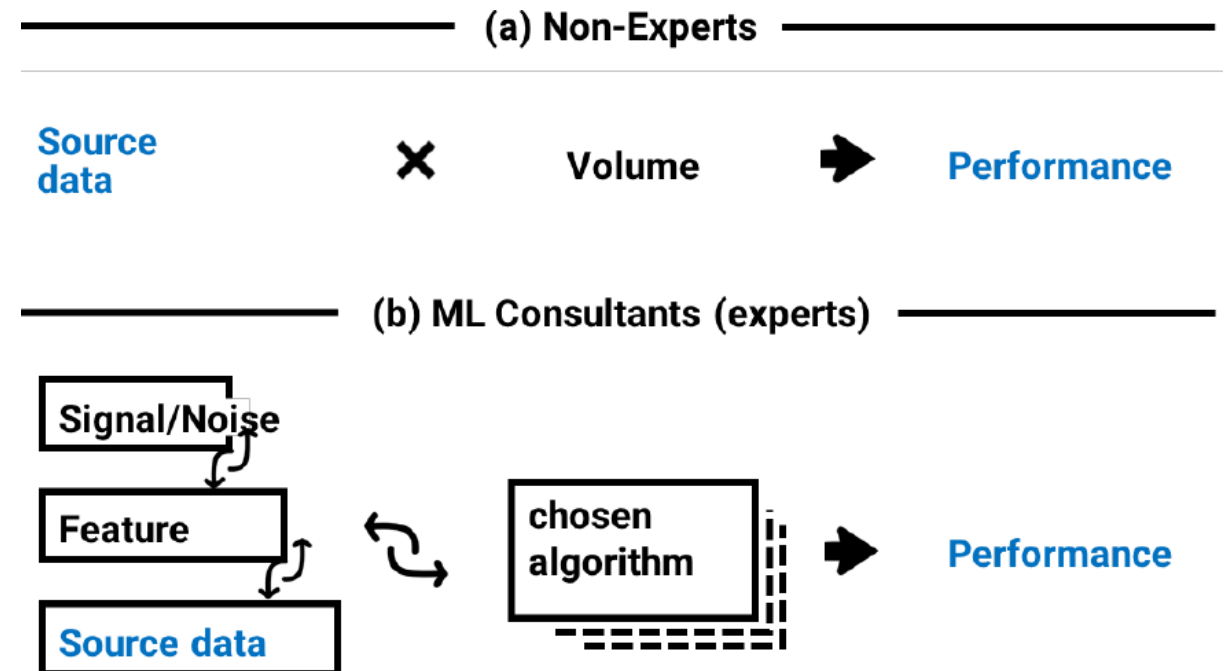 (a) Non-Experts
Source
data
Volume
Performance
(b) ML Consultants (experts)
Signal/Noise
Feature
Source data
chosen
algorithm
Performance